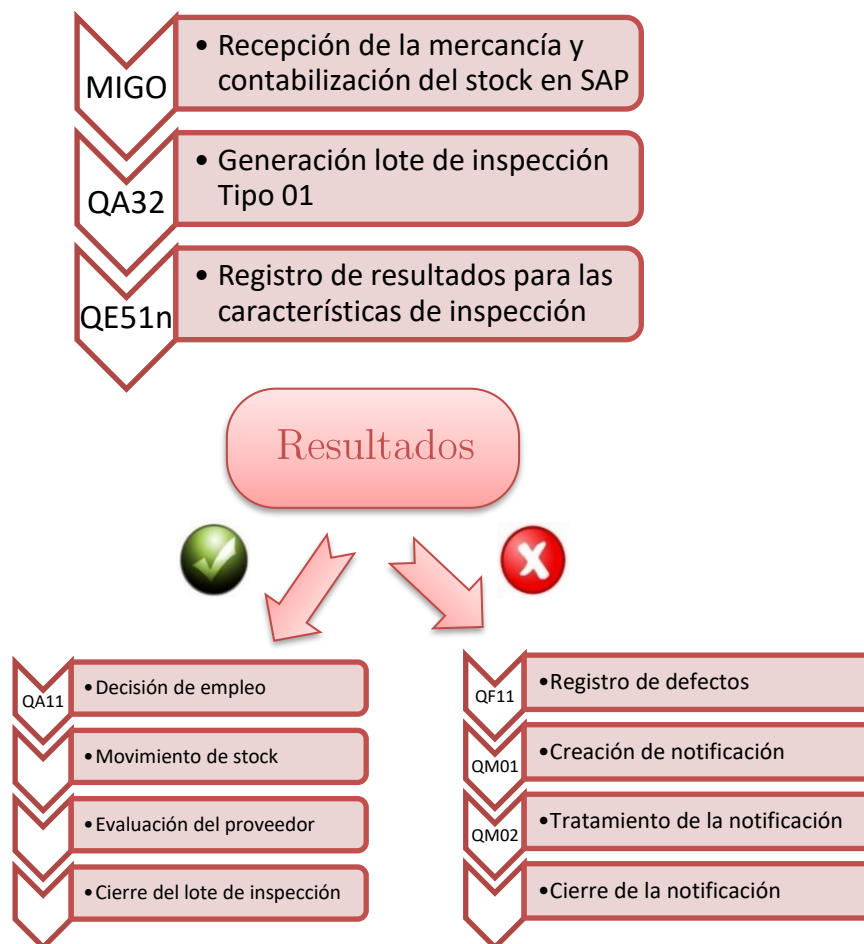 MIGO
• Recepción de la mercancía y
contabilización del stock en SAP
QA32
• Generación lote de inspección
Tipo 01
QE51n
• Registro de resultados para las
características de inspección
Resultados
QA11
•Decisión de empleo
•Movimiento de stock
•Evaluación del proveedor
•Cierre del lote de inspección
QF11
•Registro de defectos
QM01
•Creación de notificación
QM02
•Tratamiento de la notificación
•Cierre de la notificación